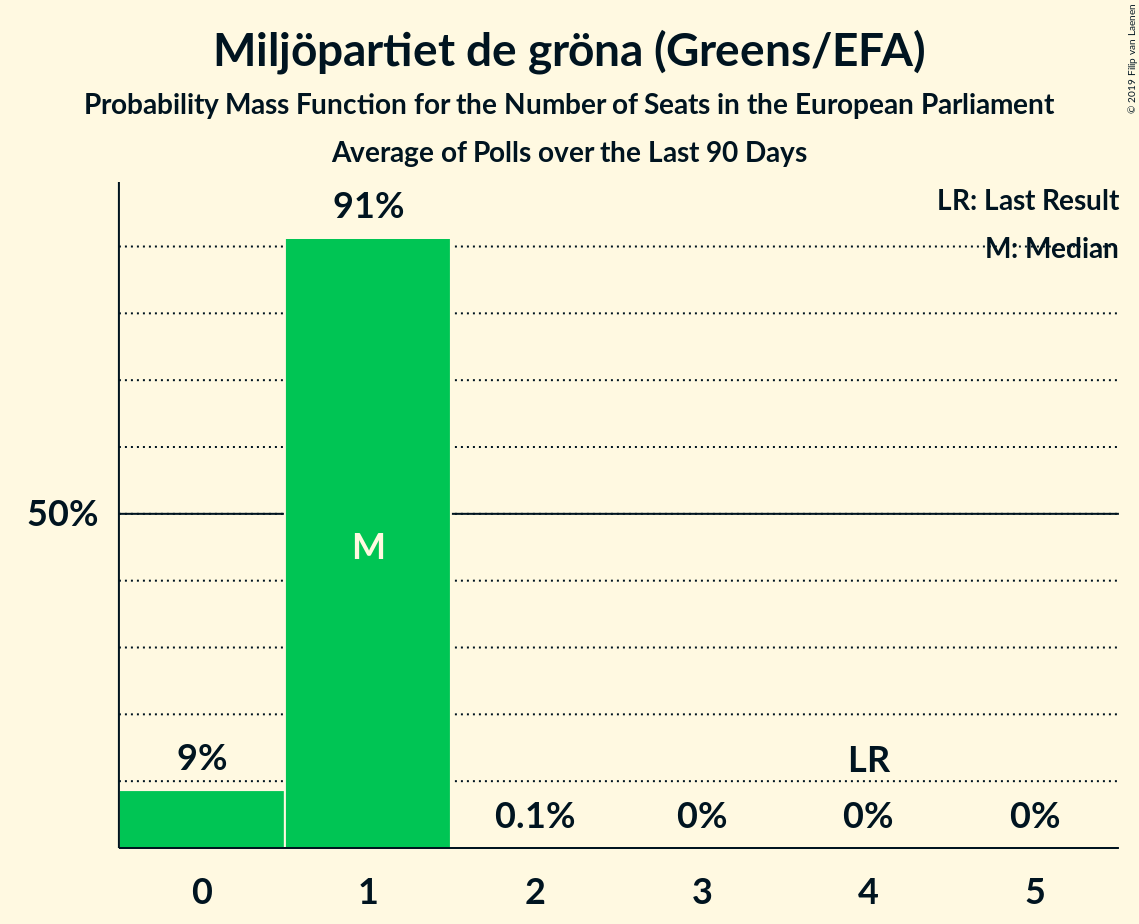 Miljöpartiet de gröna (Greens/EFA)
Probability Mass Function for the Number of Seats in the European Parliament
Average of Polls over the Last 90 Days
© 2019 Filip van Laenen
LR: Last Result
M: Median
91%
50%
M
9%
LR
0.1%
0%
0%
0%
0 1 2 3 4 5